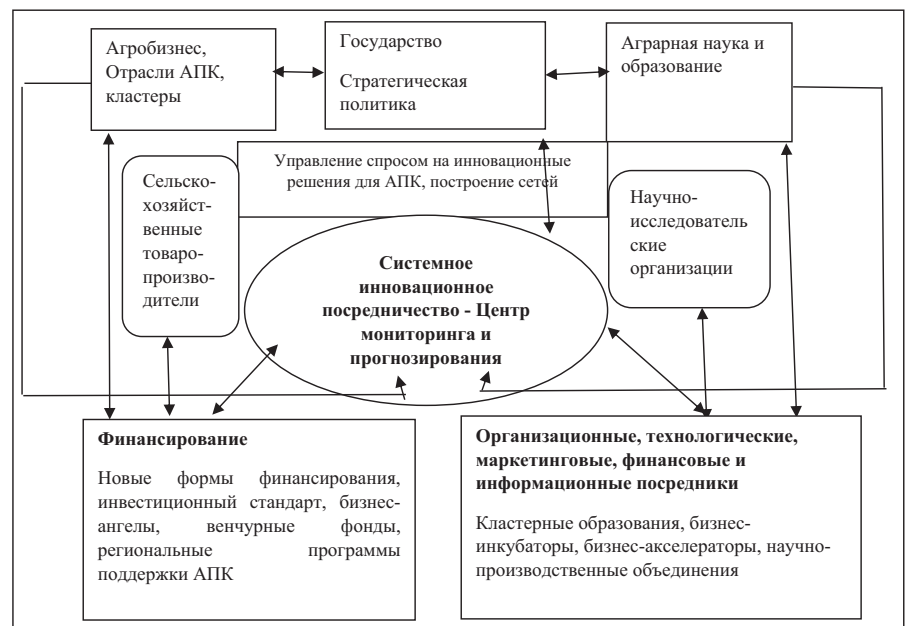 Агробизнес,
Отрасли АПК,
кластеры
Государство
Стратегическая
политика
Аграрная наука и
образование
Управление спросом на инновационные
решения для АПК, построение сетей
Сельско-
хозяйст-
венные
товаро-
произво-
дители
Научно-
исследователь
ские
организации
Системное
инновационное
посредничество - Центр
мониторинга и
прогнозирования
Финансирование
Новые формы финансирования,
инвестиционный стандарт, бизнес-
ангелы, венчурные фонды,
региональные программы
поддержки АПК
Организационные, технологические,
маркетинговые, финансовые и
информационные посредники
Кластерные образования, бизнес-
инкубаторы, бизнес-акселераторы, научно-
производственные объединения